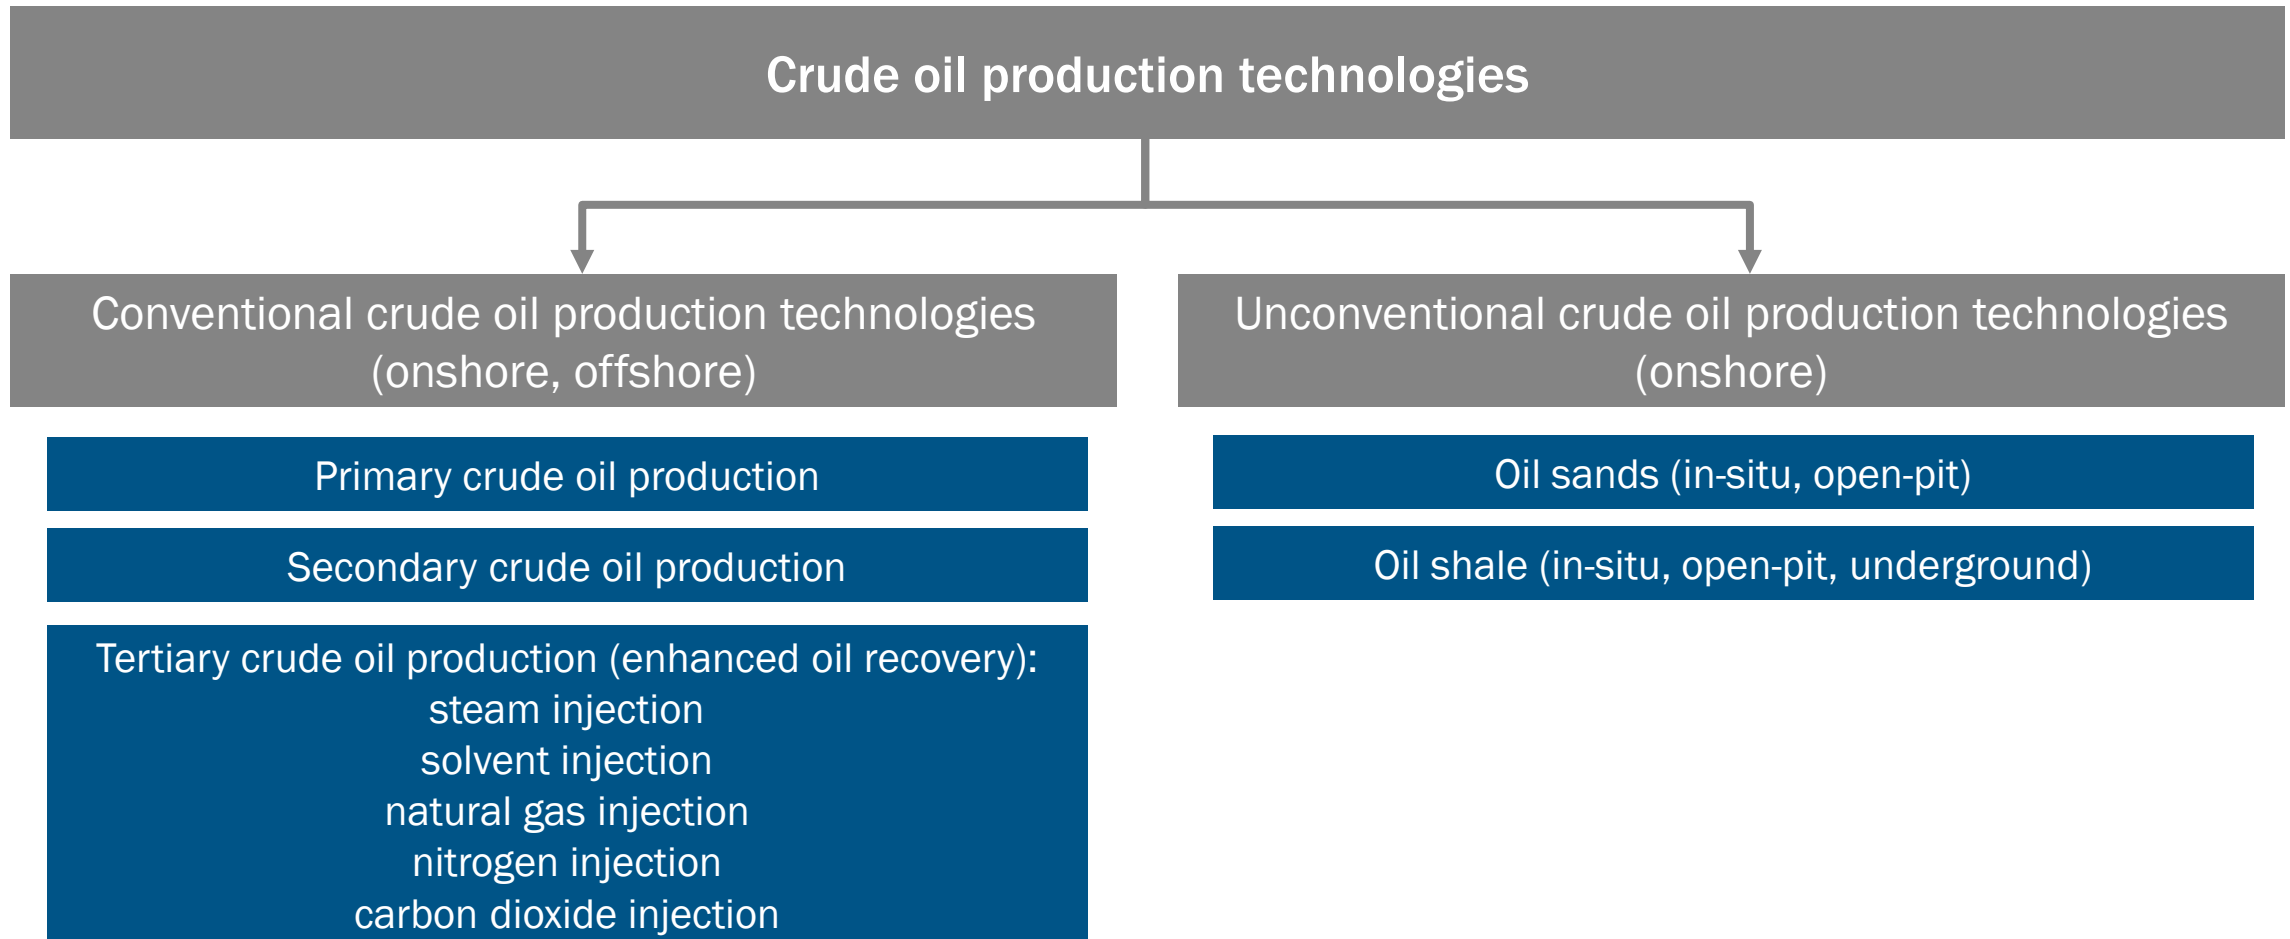 Crude oil production technologies
Conventional crude oil production technologies
(onshore, offshore)
Primary crude oil production
Secondary crude oil production
Tertiary crude oil production (enhanced oil recovery):
steam injection
solvent injection
natural gas injection
nitrogen injection
carbon dioxide injection
Unconventional crude oil production technologies
(onshore)
Oil sands (in-situ, open-pit)
Oil shale (in-situ, open-pit, underground)